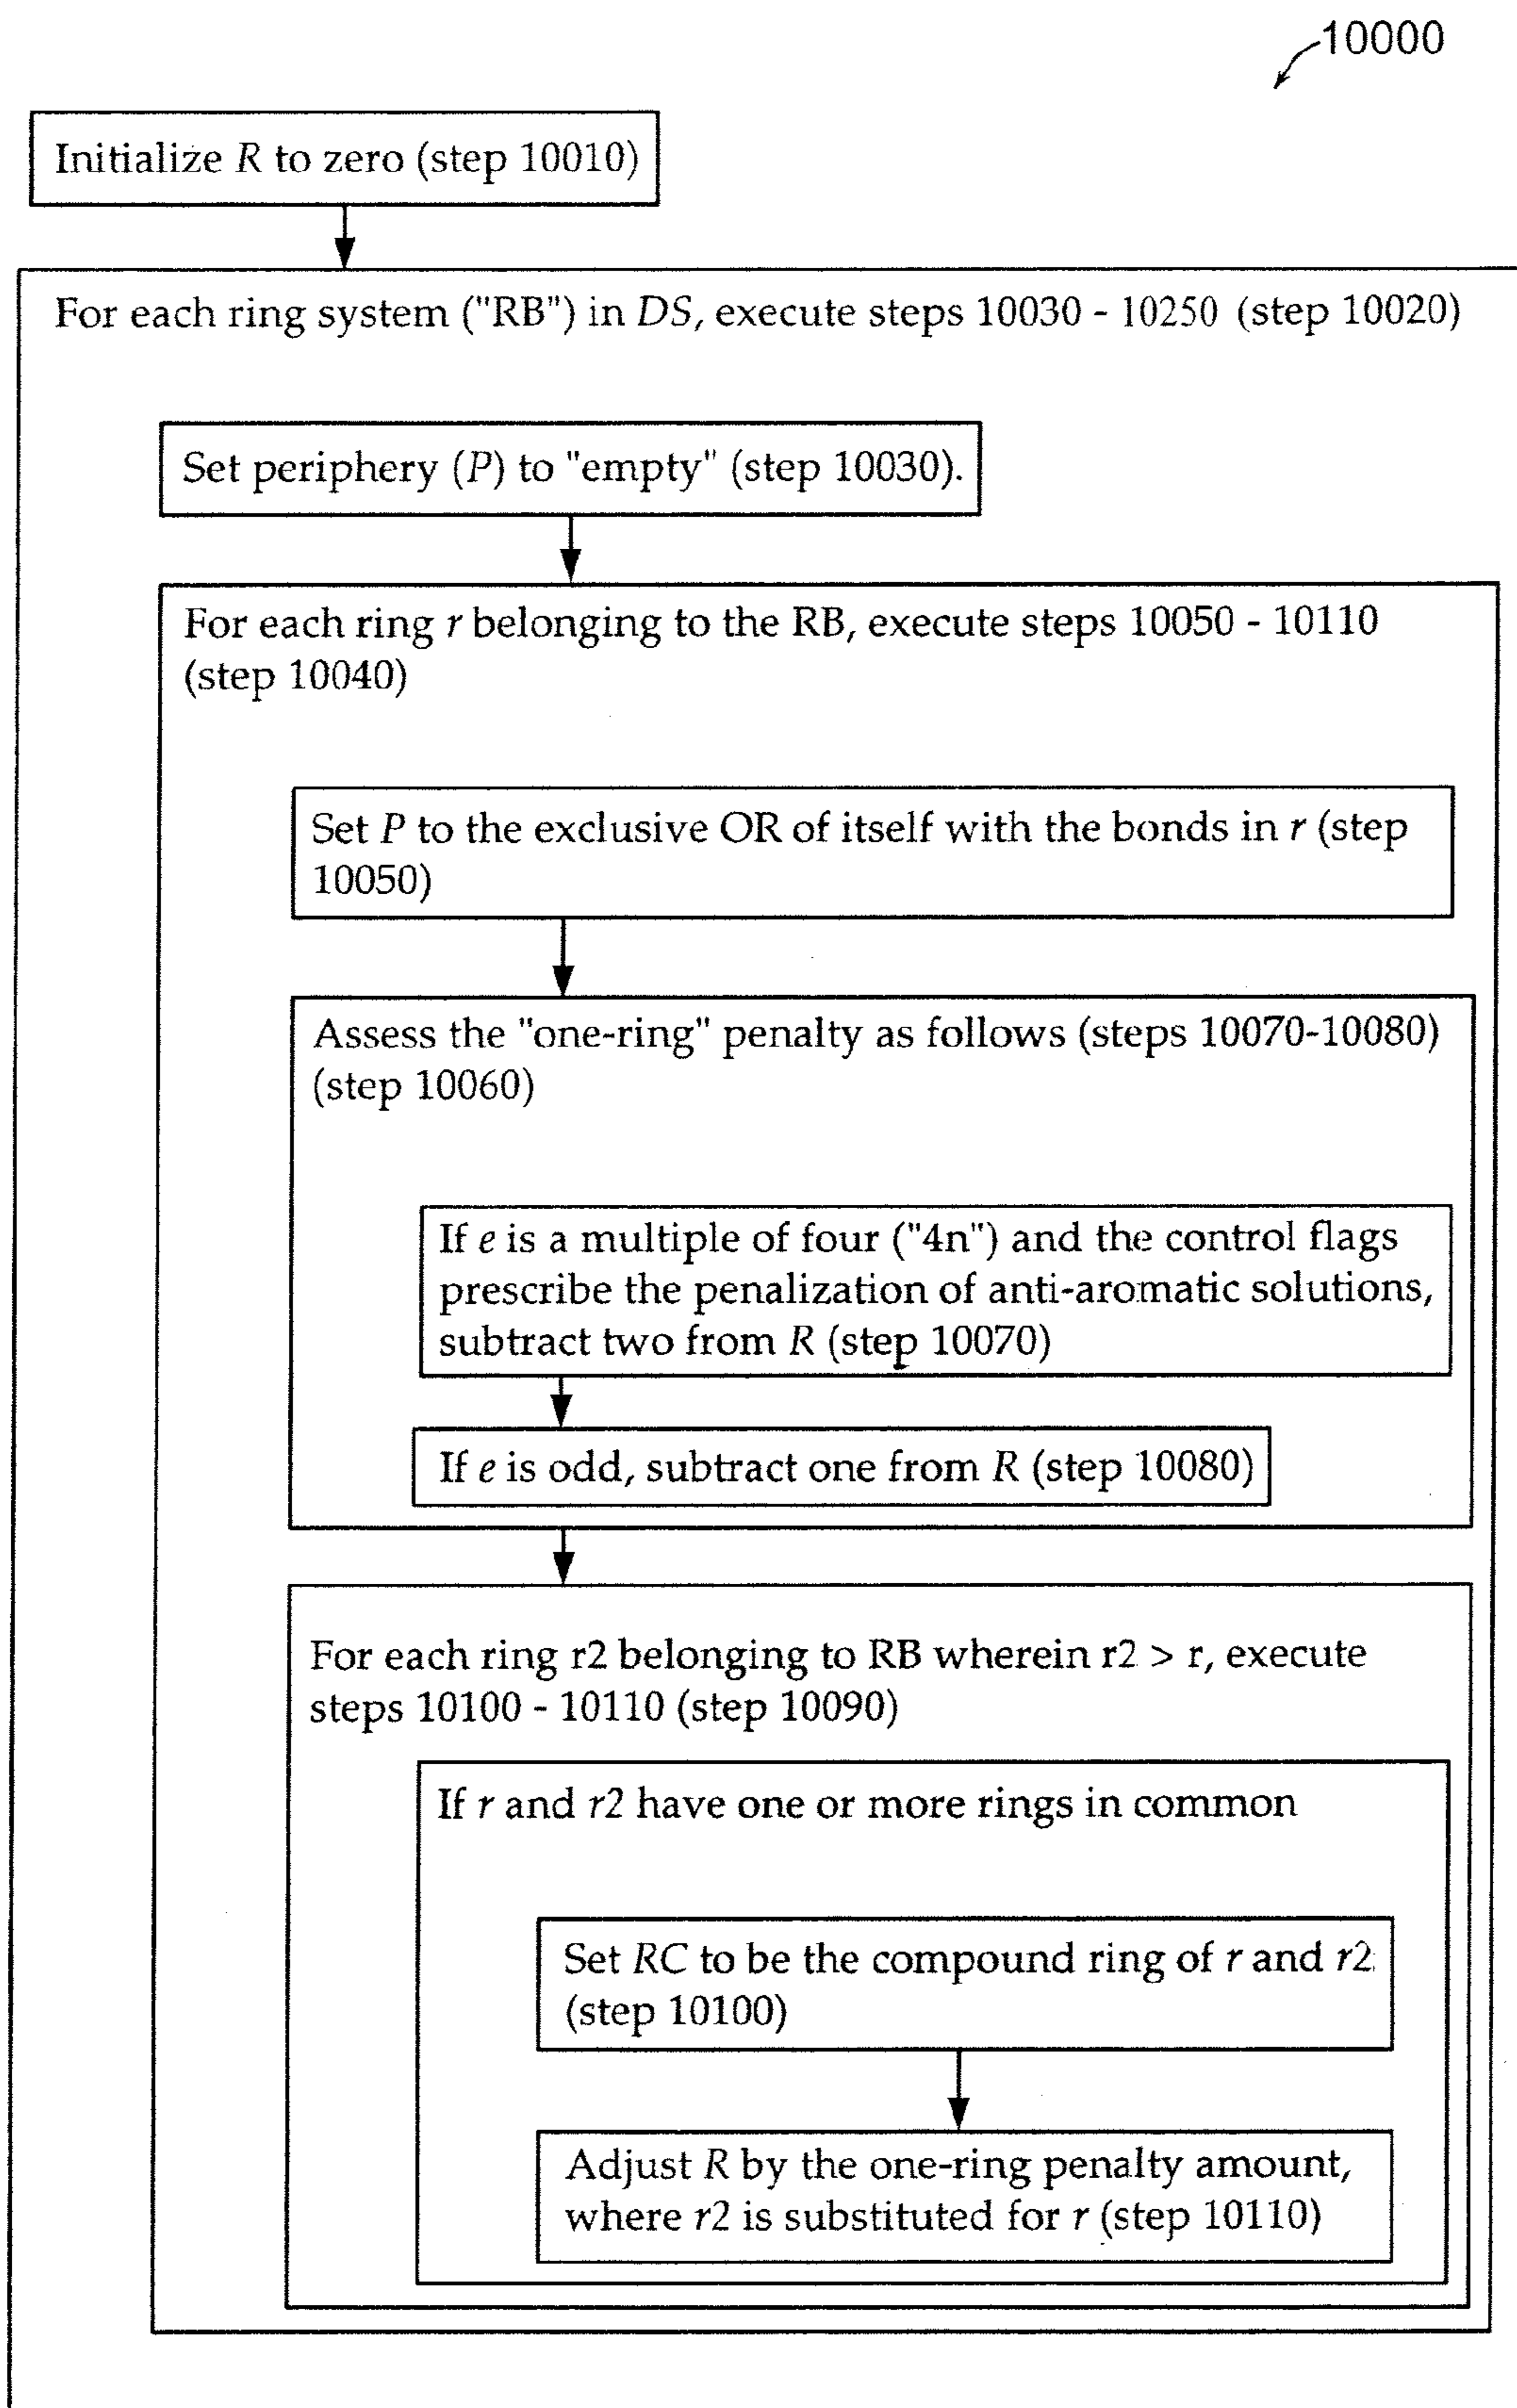 10000
Initialize R to zero (step 10010)
For each ring system ("RB") in DS, execute steps 10030 - 10250 (step 10020)
Set periphery (P) to "empty" (step 10030).
For each ring r belonging to the RB, execute steps 10050 - 10110
(step 10040)
Set P to the exclusive OR of itself with the bonds in r (step
10050)
Assess the "one-ring" penalty as follows (steps 10070-10080)
(step 10060)
If e is a multiple of four ("4n") and the control flags
prescribe the penalization of anti-aromatic solutions,
subtract two from R (step 10070)
If e is odd, subtract one from R (step 10080)
For each ring r2 belonging to RB wherein r2 > r, execute
steps 10100 - 10110 (step 10090)
If r and r2 have one or more rings in common
Set RC to be the compound ring of r and r2
(step 10100)
Adjust R by the one-ring penalty amount,
where r2 is substituted for r (step 10110)